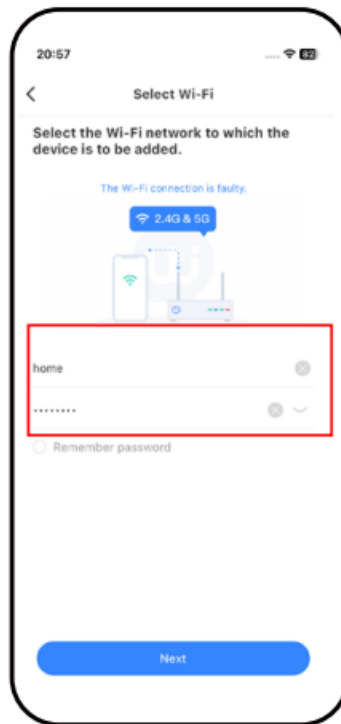 20:57
82
Select Wi-Fi
Select the Wi-Fi network to which the
device is to be added.
The Wi-Fi connection is faulty.
2.4G & 5G
home
••••••••
Remember password
Next